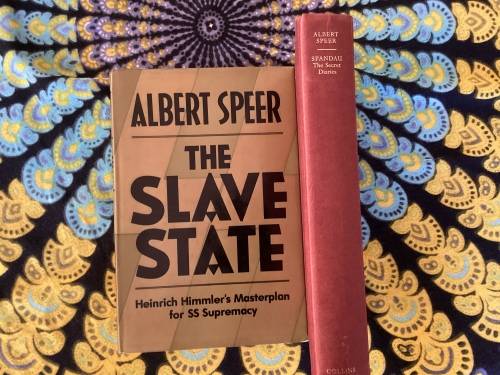 ALBERT SPEER
THE
SLAVE
STATE
Heinrich Himmler's Masterplan
for SS Supremacy
ALBERT
SPEER
SPANDAU
The Secret
Diaries
COLLINS